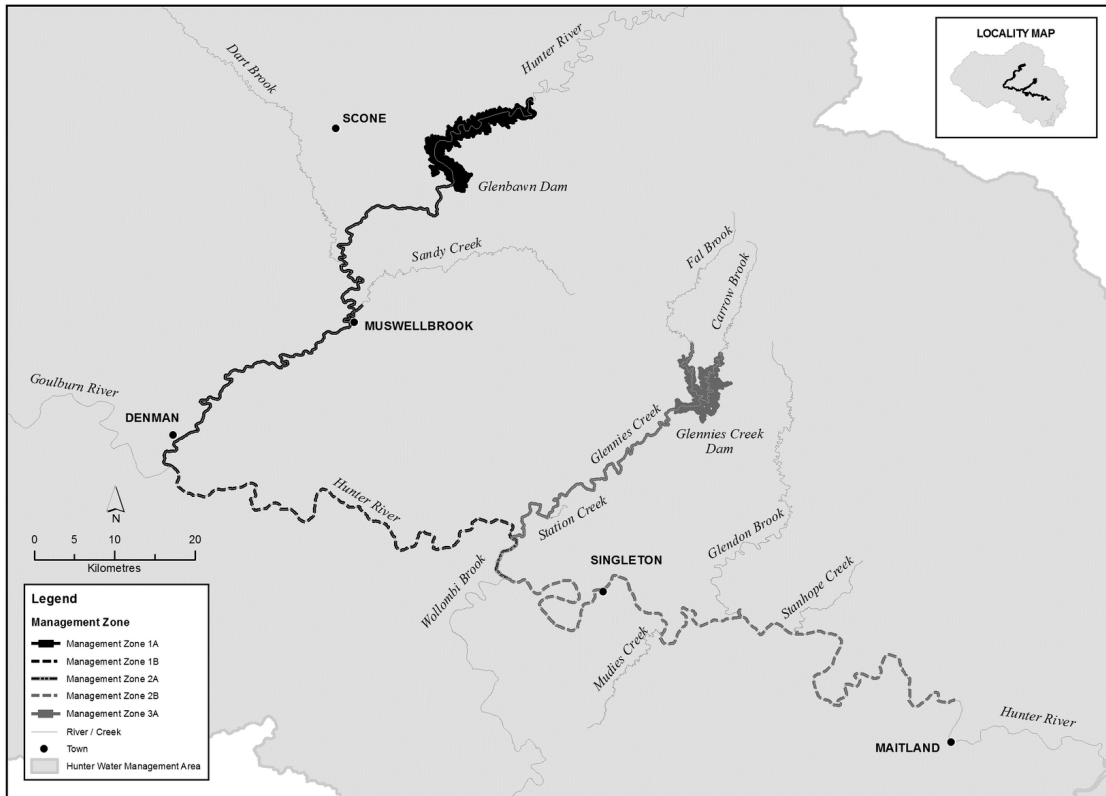 LOCALITY MAP
Hunter River
Dart Brook
SCONE
Glenbawn Dam
Sandy Creek
Fal Brook
Carrow Brook
MUSWELLBROOK
Goulburn River
DENMAN
Glennies Creek
Glennies Creek
Dam
N
Hunter River
Station Creek
Glendon Brook
0 5 10 20
Kilometres
SINGLETON
Wollombi Brook
Stanhope Creek
Mudies Creek
Hunter River
MAITLAND
Legend
Management Zone
Management Zone 1A
Management Zone 1B
Management Zone 2A
Management Zone 2B
Management Zone 3A
River / Creek
Town
Hunter Water Management Area